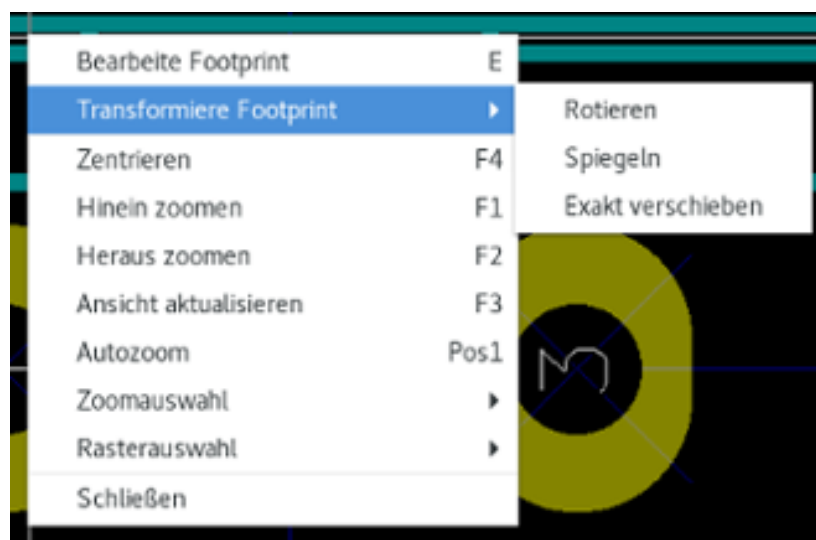 Bearbeite Footprint E
Transformiere Footprint
Zentrieren F4
Hinein zoomen F1
Heraus zoomen F2
Ansicht aktualisieren F3
Autozoom Pos1
Zoomauswahl
Rasterauswahl
Schließen
Rotieren
Spiegeln
Exakt verschieben
3